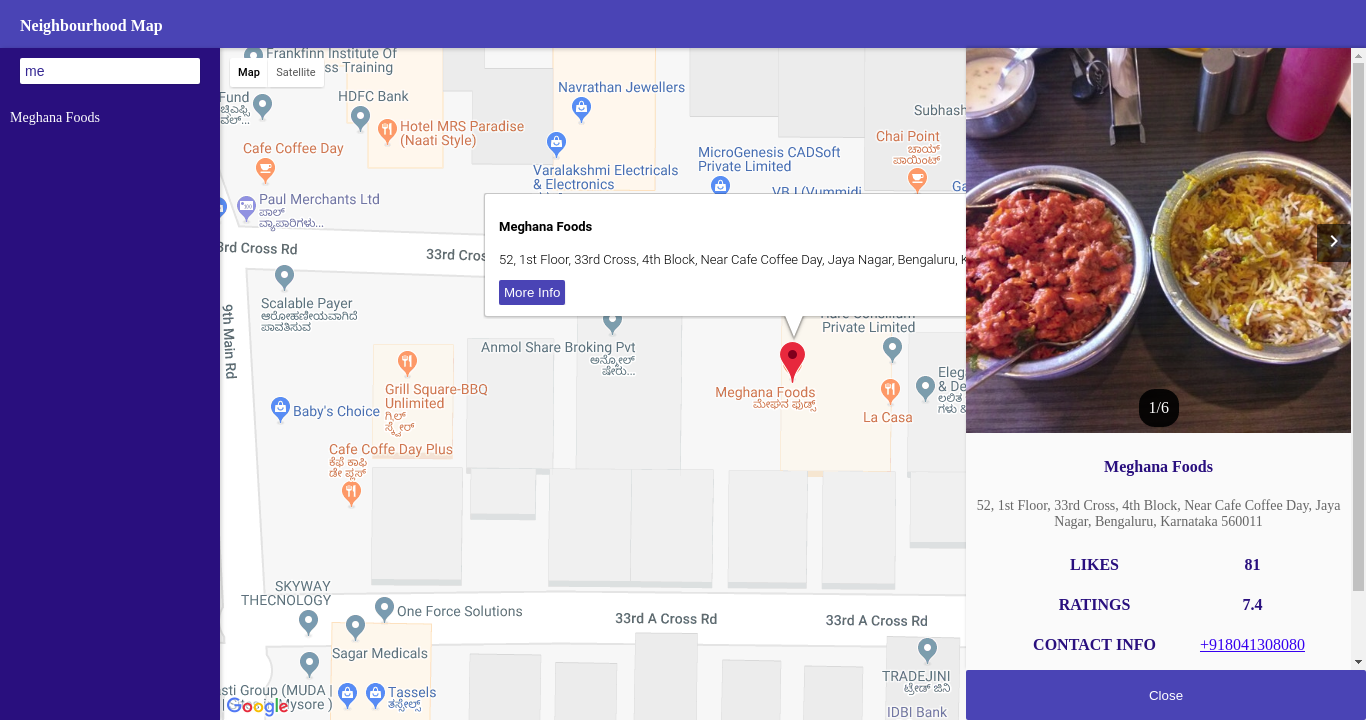 Neighbourhood Map
me
Meghana Foods
Map
Satellite
Frankfinn Institute Of
ss Training
Fund
HDFC Bank
Hotel MRS Paradise
(Naati Style)
Cafe Coffee Day
Paul Merchants Ltd
ಪಾಲ್
ವ್ಯಾಪಾರಿಗಳು...
Navrathan Jewellers
Varalakshmi Electricals
& Electronics
MicroGenesis CADSoft
Private Limited
Subhash
Chai Point
ಚಾಯ್
ಪಾಯಿಂಟ್
3rd Cross Rd
33rd Cros
9th Main Rd
Meghana Foods
52, 1st Floor, 33rd Cross, 4th Block, Near Cafe Coffee Day, Jaya Nagar, Bengaluru, K
More Info
Scalable Payer
ಆರೋಹಣೀಯವಾಗಿದೆ
ಪಾವತಿಸುವ
Private Limited
Anmol Share Broking Pvt
ಅನ್ಮೋಲ್
ಷೇರು...
Grill Square-BBQ
Unlimited
ಗ್ರಿಲ್
ಸ್ಕ್ವೇರ್
Baby's Choice
Meghana Foods
ಮೇಘನ ಫುಡ್ಸ್
La Casa
Eleg
& De
ಲಲಿತ
ಗಳು &
Cafe Coffe Day Plus
ಕೆಫೆ ಕಾಫಿ
ಡೇ ಪ್ಲಸ್
SKYWAY
THECNOLOGY
One Force Solutions
33rd A Cross Rd
33rd A Cross Rd
Sagar Medicals
sti Group (MUDA |
Mysore )
Tassels
ತಸ್ಸೇಲ್ಸ್
TRADEJINI
ಟ್ರೇಡ್ ಜಿನಿ
IDBI Bank
Google
1/6
Meghana Foods
52, 1st Floor, 33rd Cross, 4th Block, Near Cafe Coffee Day, Jaya
Nagar, Bengaluru, Karnataka 560011
LIKES 81
RATINGS 7.4
CONTACT INFO +918041308080
Close